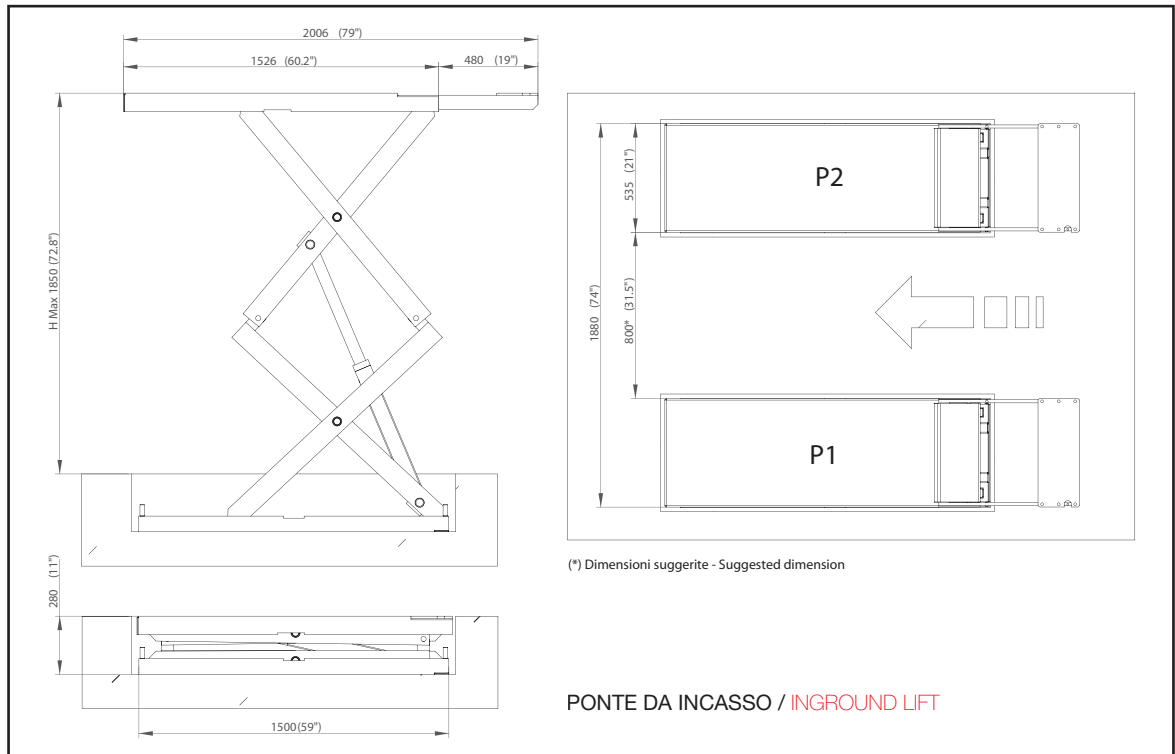 2006 (79")
1526 (60.2")
480 (19")
H Max 1850 (72.8")
280 (11")
1500(59")
1880 (74")
535 (21")
800* (31.5")
P2
P1
(*) Dimensioni suggerite - Suggested dimension
PONTE DA INCASSO / INGROUND LIFT